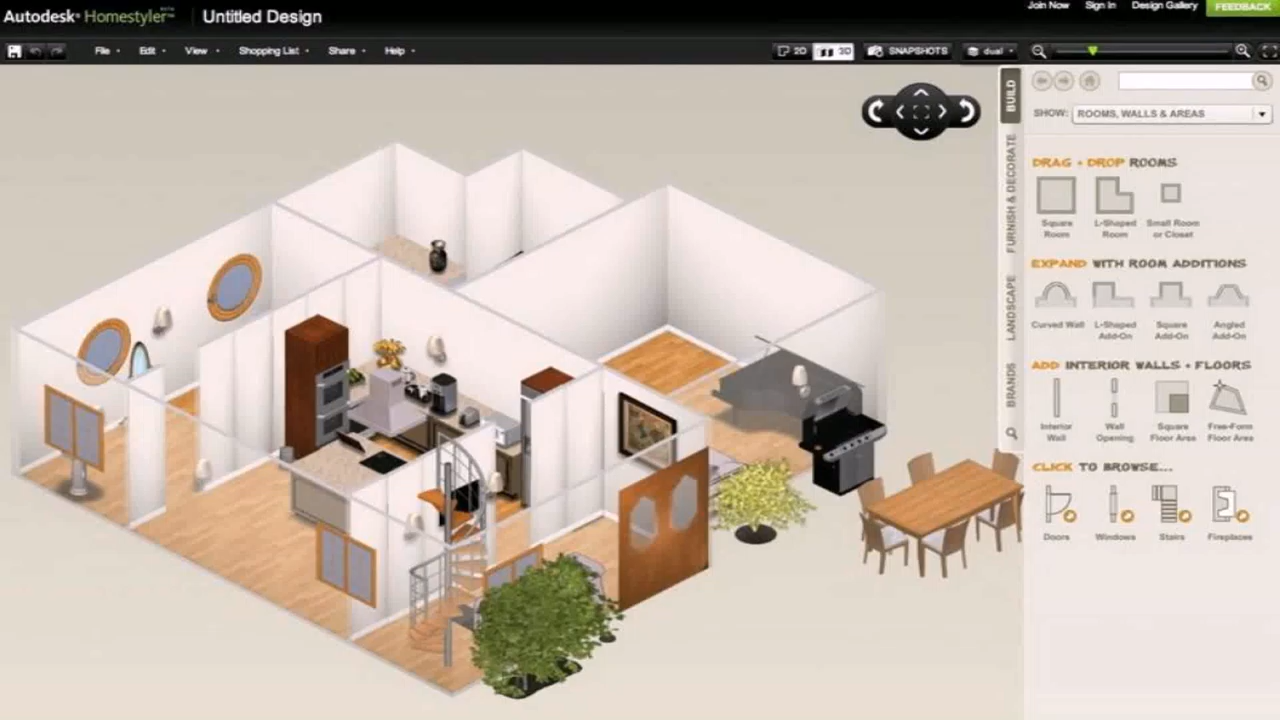 Autodesk® Homestyler™ BETA Untitled Design
Join Now Sign In Design Gallery FEEDBACK
File Edit View Shopping List Share Help
2D 3D SNAPSHOTS dual
BUILD
FURNISH & DECORATE
LANDSCAPE
BRANDS
SHOW: ROOMS, WALLS & AREAS
DRAG + DROP ROOMS
Square Room
L-Shaped Room
Small Room or Closet
EXPAND WITH ROOM ADDITIONS
Curved Wall
L-Shaped Add-On
Square Add-On
Angled Add-On
ADD INTERIOR WALLS + FLOORS
Interior Wall
Wall Opening
Square Floor Area
Free-Form Floor Area
CLICK TO BROWSE...
Doors Windows Stairs Fireplaces